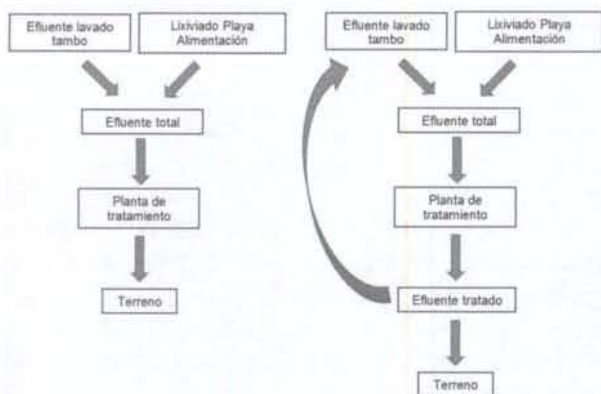 Efluente lavado
tambo
Lixiviado Playa
Alimentación
Efluente total
Planta de
tratamiento
Terreno
Efluente lavado
tambo
Lixiviado Playa
Alimentación
Efluente total
Planta de
tratamiento
Efluente tratado
Terreno